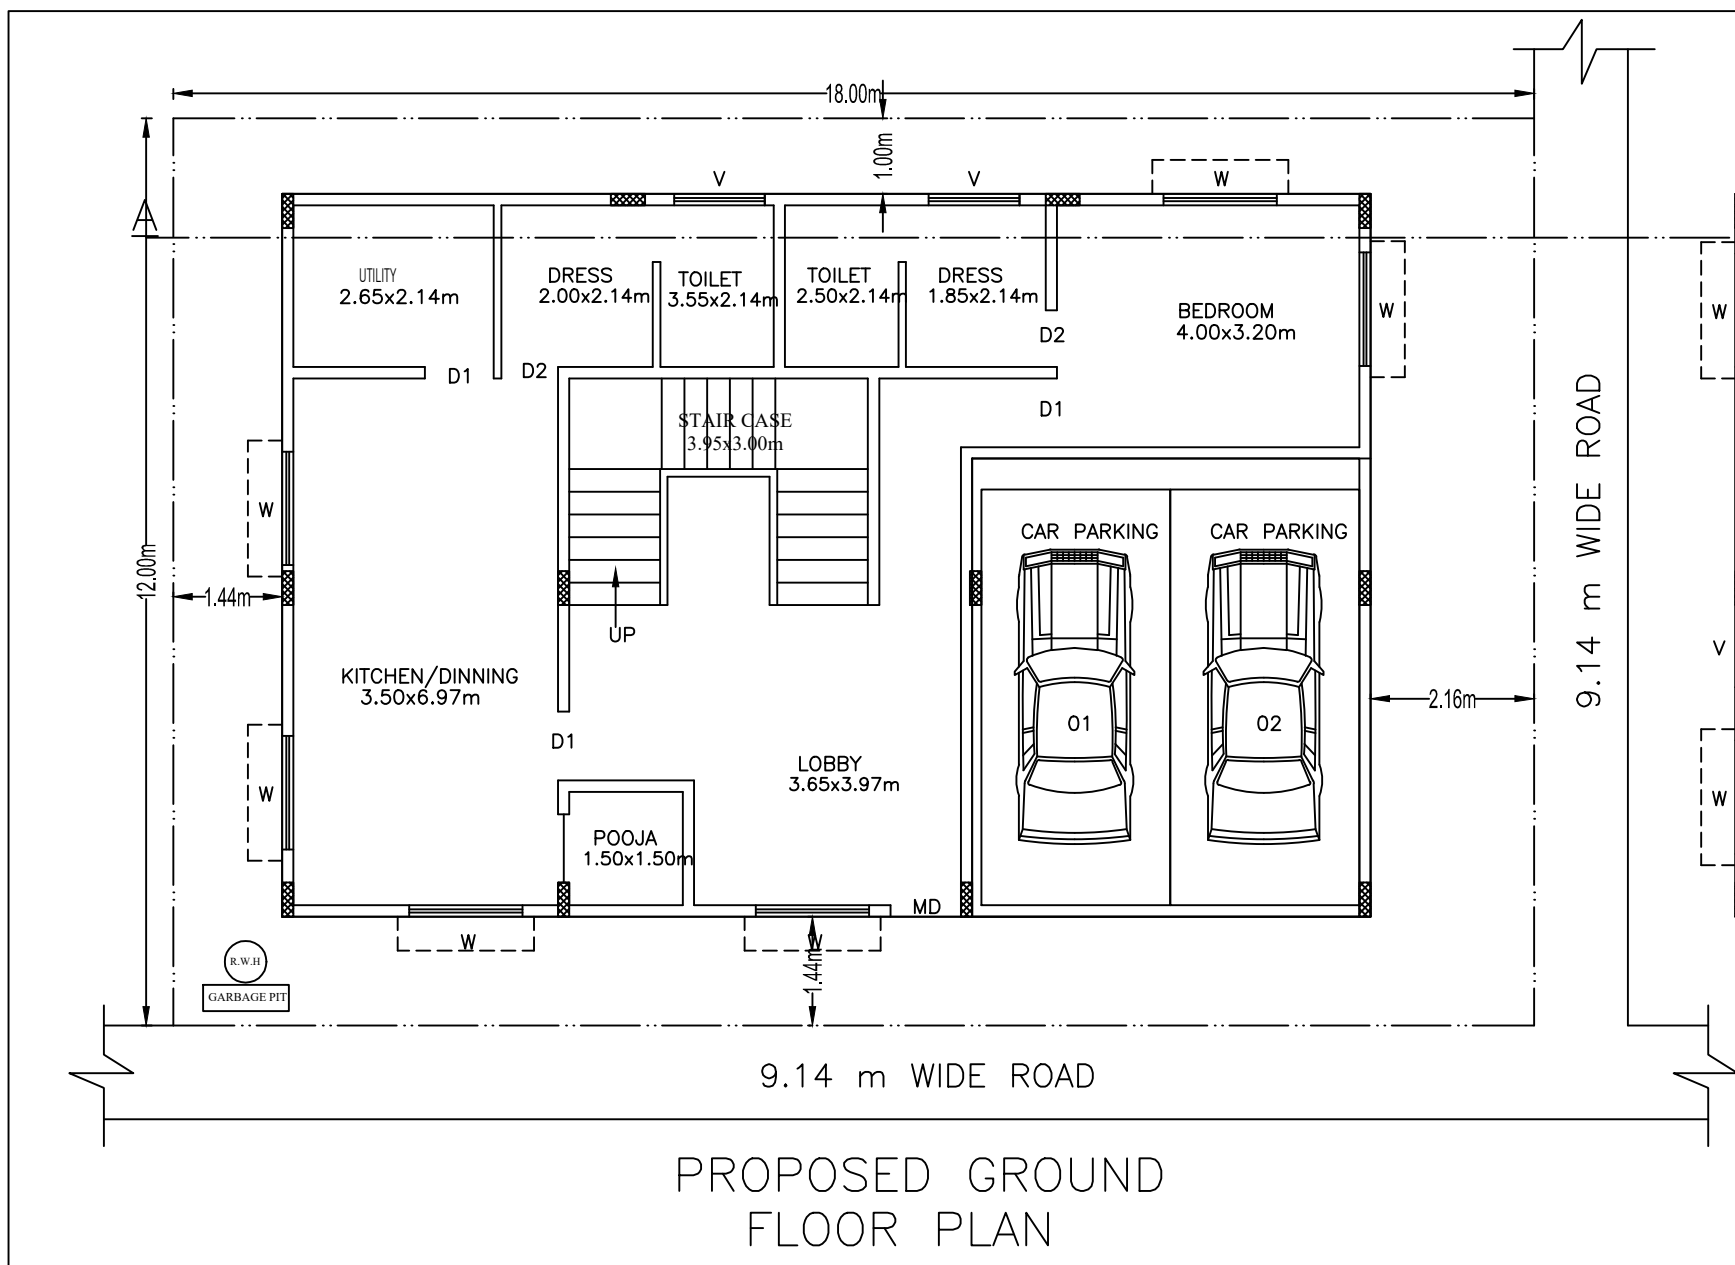 18.00m
1.00m
V
V
W
A
UTILITY
2.65x2.14m
DRESS
2.00x2.14m
TOILET
3.55x2.14m
TOILET
2.50x2.14m
DRESS
1.85x2.14m
BEDROOM
4.00x3.20m
W
W
D2
D1
D2
D1
STAIR CASE
3.95x3.00m
W
12.00m
1.44m
UP
CAR PARKING
CAR PARKING
9.14 m WIDE ROAD
V
KITCHEN/DINNING
3.50x6.97m
01
02
2.16m
D1
LOBBY
3.65x3.97m
W
W
POOJA
1.50x1.50m
MD
W
W
1.44m
R.W.H
GARBAGE PIT
9.14 m WIDE ROAD
PROPOSED GROUND
FLOOR PLAN